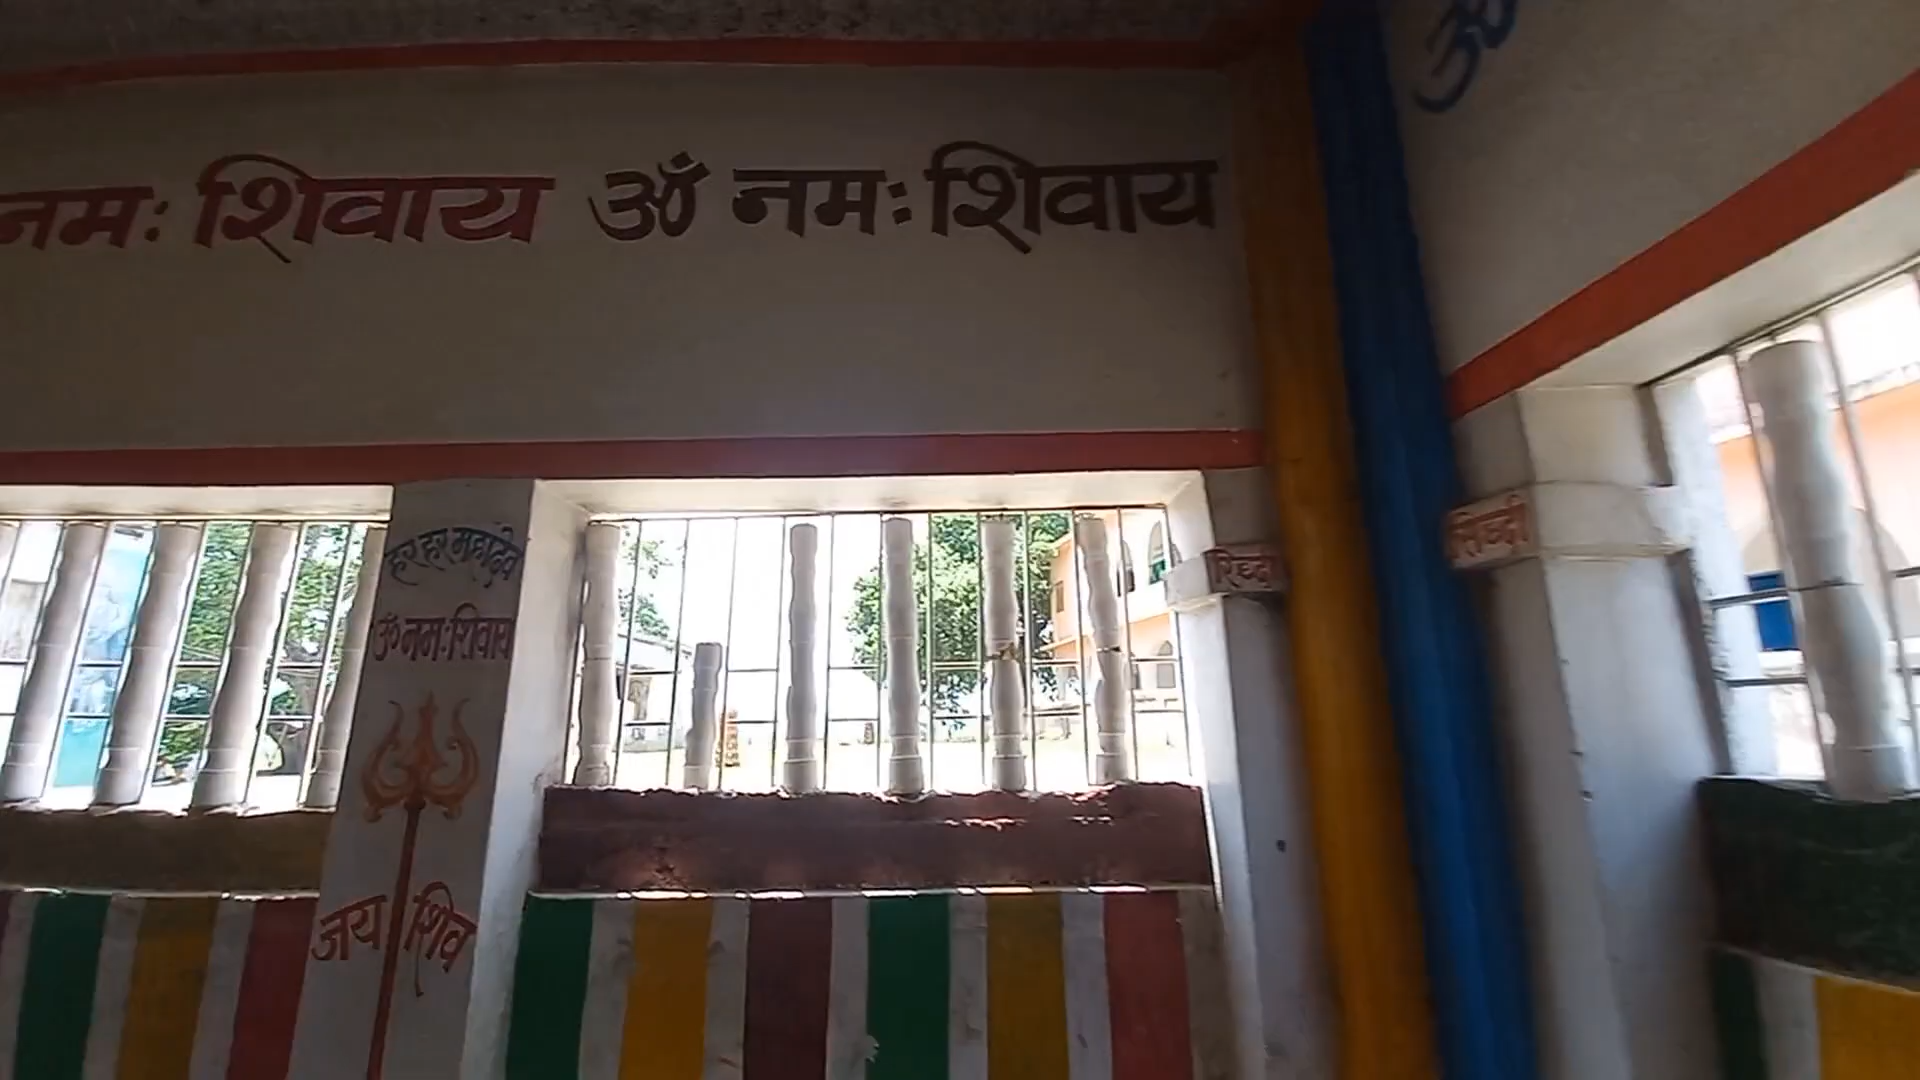 नमः शिवाय ॐ नमः शिवाय
ॐ
हर हर महादेव
ॐ नमः शिवाय
जय शिव
रिध्दी
सिध्दी